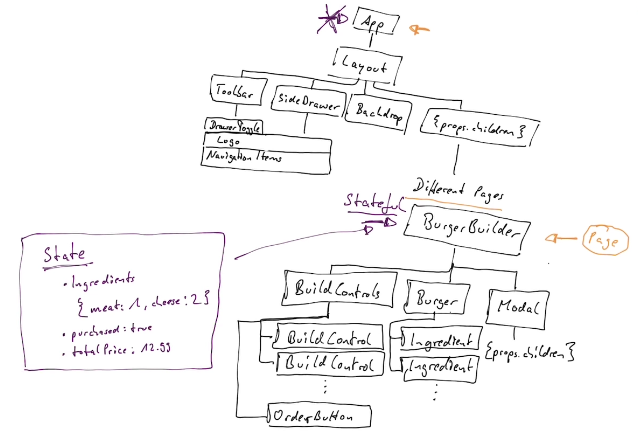 App
Layout
Toolbar
SideDrawer
Backdrop
{props.children}
DrawerToggle
Logo
Navigation Items
Different Pages
Stateful
BurgerBuilder
Page
State
• Ingredients
{meat: 1, cheese: 2}
• purchased: true
• totalPrice: 12.99
BuildControls
Burger
Modal
BuildControl
Ingredient
{props.children}
BuildControl
Ingredient
OrderButton